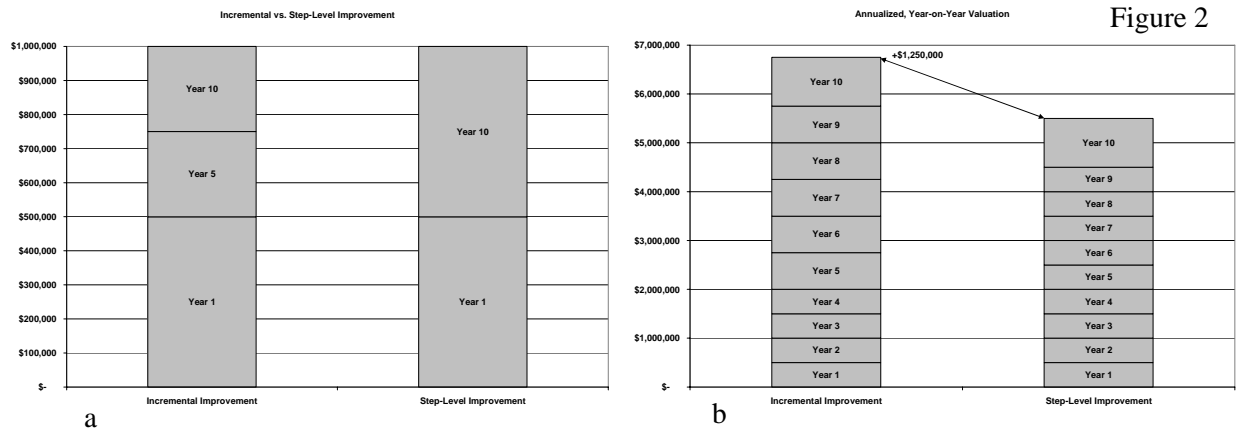 Incremental vs. Step-Level Improvement
$1,000,000
$900,000
$800,000
$700,000
$600,000
$500,000
$400,000
$300,000
$200,000
$100,000
$-
Year 10
Year 5
Year 1
Year 10
Year 1
Incremental Improvement
Step-Level Improvement
a
Annualized, Year-on-Year Valuation
Figure 2
$7,000,000
$6,000,000
$5,000,000
$4,000,000
$3,000,000
$2,000,000
$1,000,000
$-
+$1,250,000
Year 10
Year 9
Year 8
Year 7
Year 6
Year 5
Year 4
Year 3
Year 2
Year 1
Year 10
Year 9
Year 8
Year 7
Year 6
Year 5
Year 4
Year 3
Year 2
Year 1
Incremental Improvement
Step-Level Improvement
b